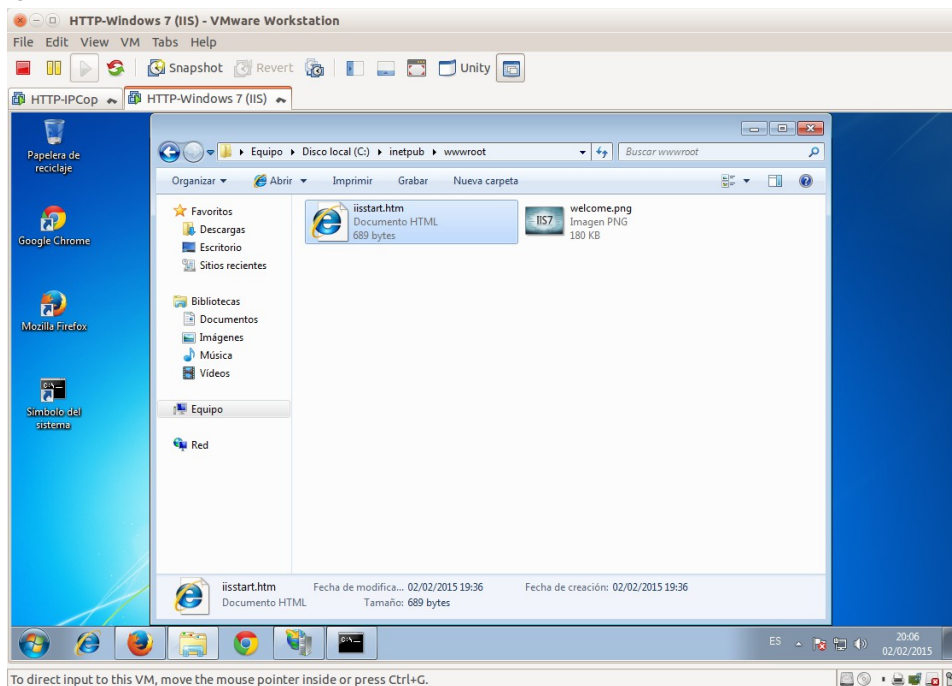 HTTP-Windows 7 (IIS) - VMware Workstation
File Edit View VM Tabs Help
Snapshot Revert Unity
HTTP-IPCop HTTP-Windows 7 (IIS)
Papelera de
reciclaje
Google Chrome
Mozilla Firefox
C:\_
Símbolo del
sistema
Equipo Disco local (C:) inetpub wwwroot Buscar wwwroot
Organizar Abrir Imprimir Grabar Nueva carpeta
Favoritos
Descargas
Escritorio
Sitios recientes
Bibliotecas
Documentos
Imágenes
Música
Vídeos
Equipo
Red
iisstart.htm
Documento HTML
689 bytes
IIS7
welcome.png
Imagen PNG
180 KB
iisstart.htm Fecha de modifica... 02/02/2015 19:36 Fecha de creación: 02/02/2015 19:36
Documento HTML Tamaño: 689 bytes
C:\_
ES 20:06
02/02/2015
To direct input to this VM, move the mouse pointer inside or press Ctrl+G.